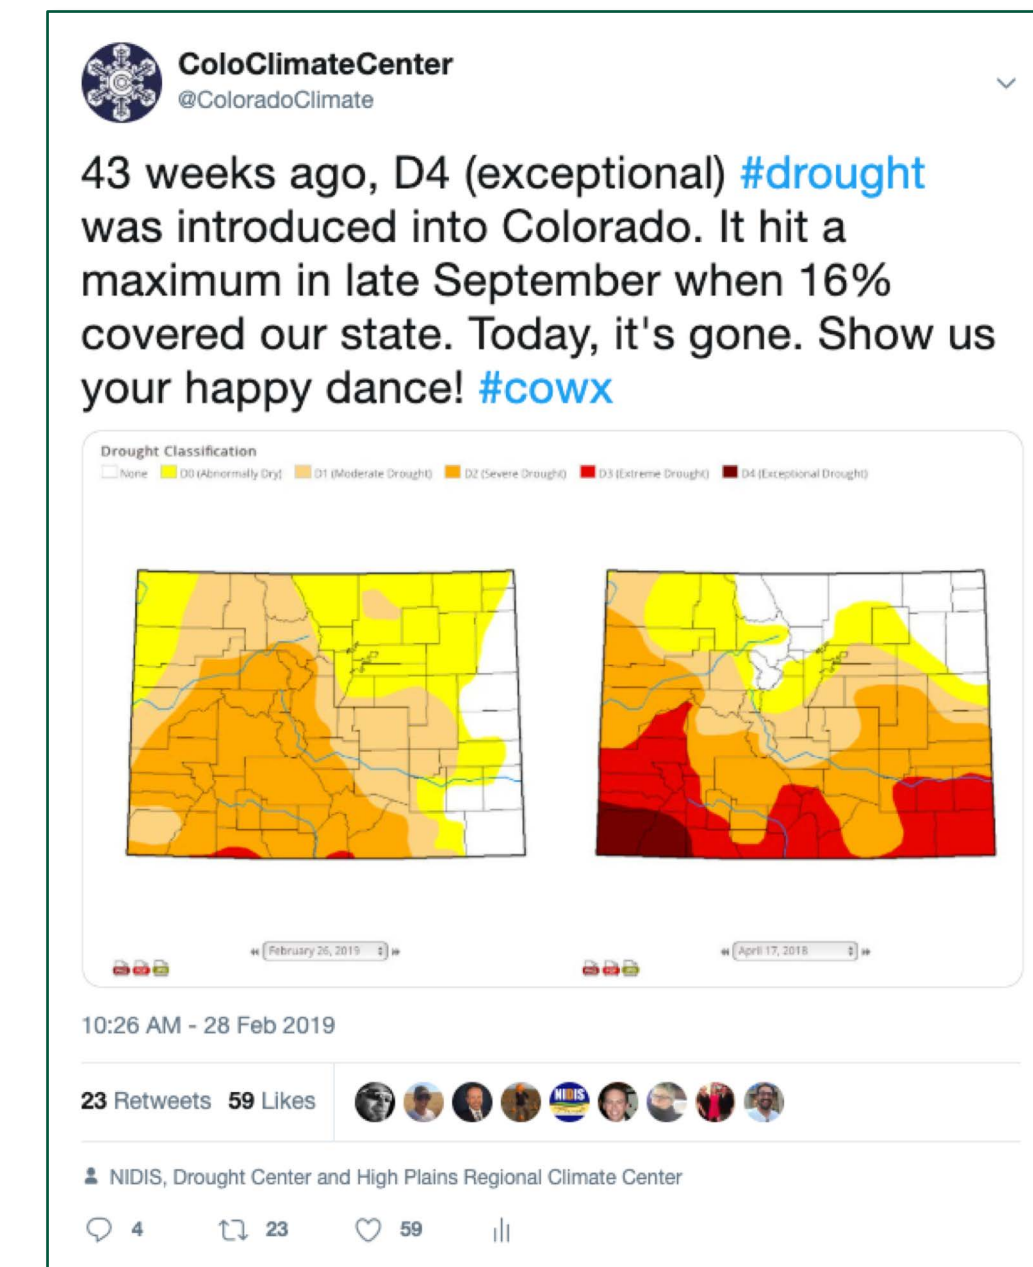 ColoClimateCenter
@ColoradoClimate
43 weeks ago, D4 (exceptional) #drought
was introduced into Colorado. It hit a
maximum in late September when 16%
covered our state. Today, it's gone. Show us
your happy dance! #cowx
Drought Classification
None D0 (Abnormally Dry) D1 (Moderate Drought) D2 (Severe Drought) D3 (Extreme Drought) D4 (Exceptional Drought)
February 26, 2019 April 17, 2018
10:26 AM - 28 Feb 2019
23 Retweets 59 Likes NIDIS
NIDIS, Drought Center and High Plains Regional Climate Center
4 23 59